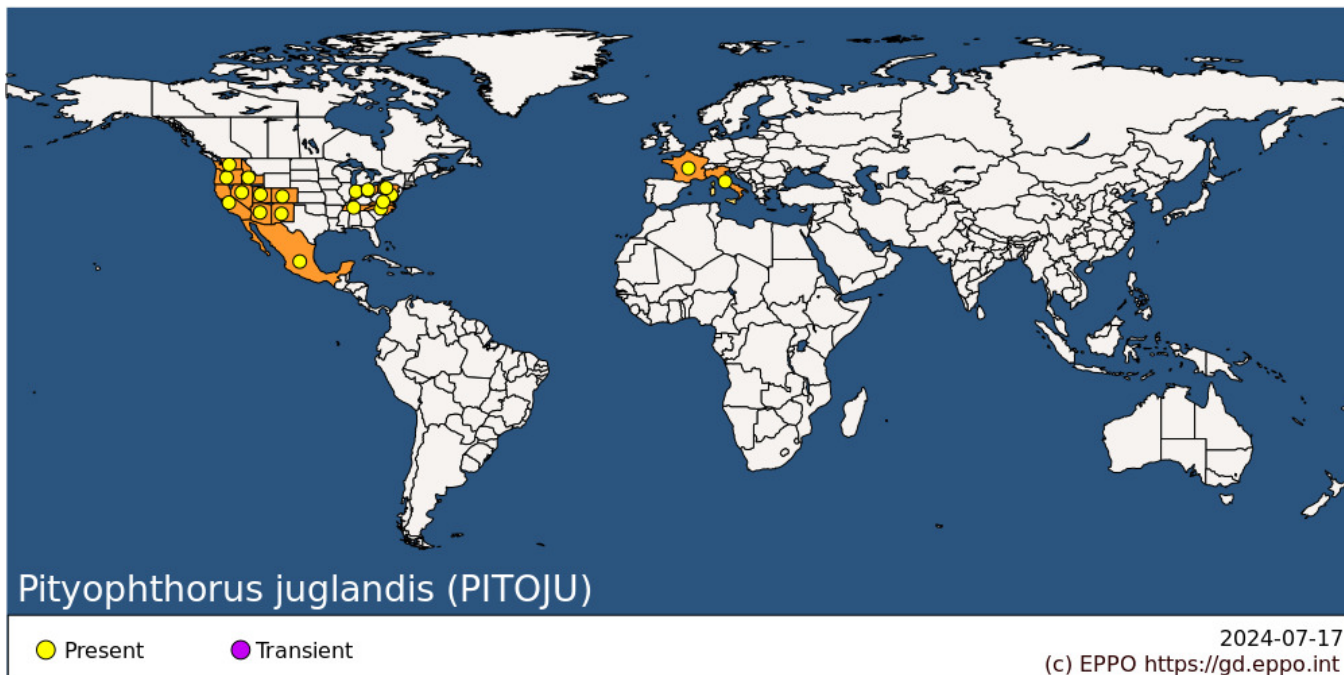 Pityophthorus juglandis (PITOJU)
Present
Transient
2024-07-17
(c) EPPO https://gd.eppo.int